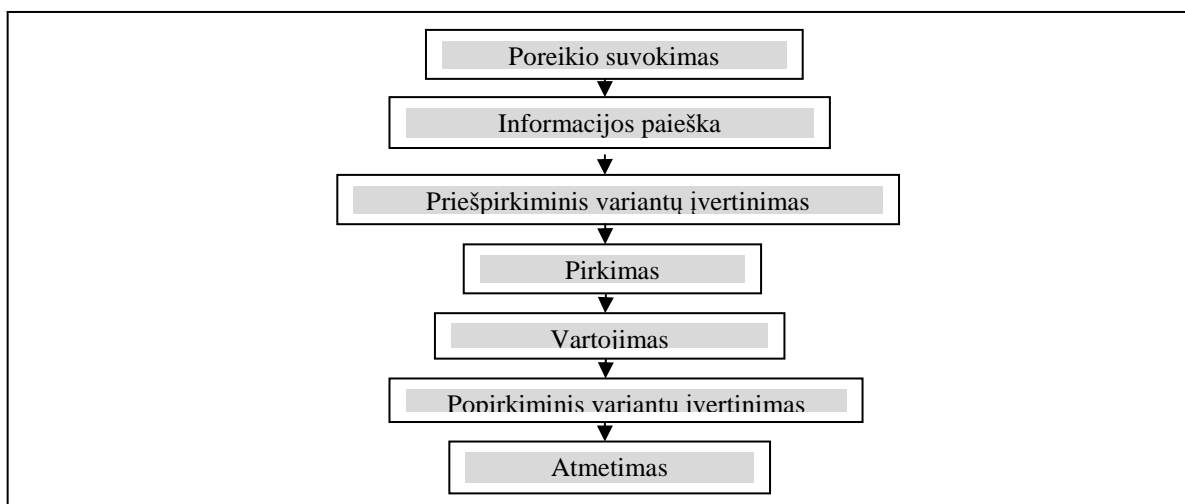 Poreikio suvokimas
Informacijos paieška
Priešpirkiminis variantų įvertinimas
Pirkimas
Vartojimas
Popirkiminis variantų įvertinimas
Atmetimas